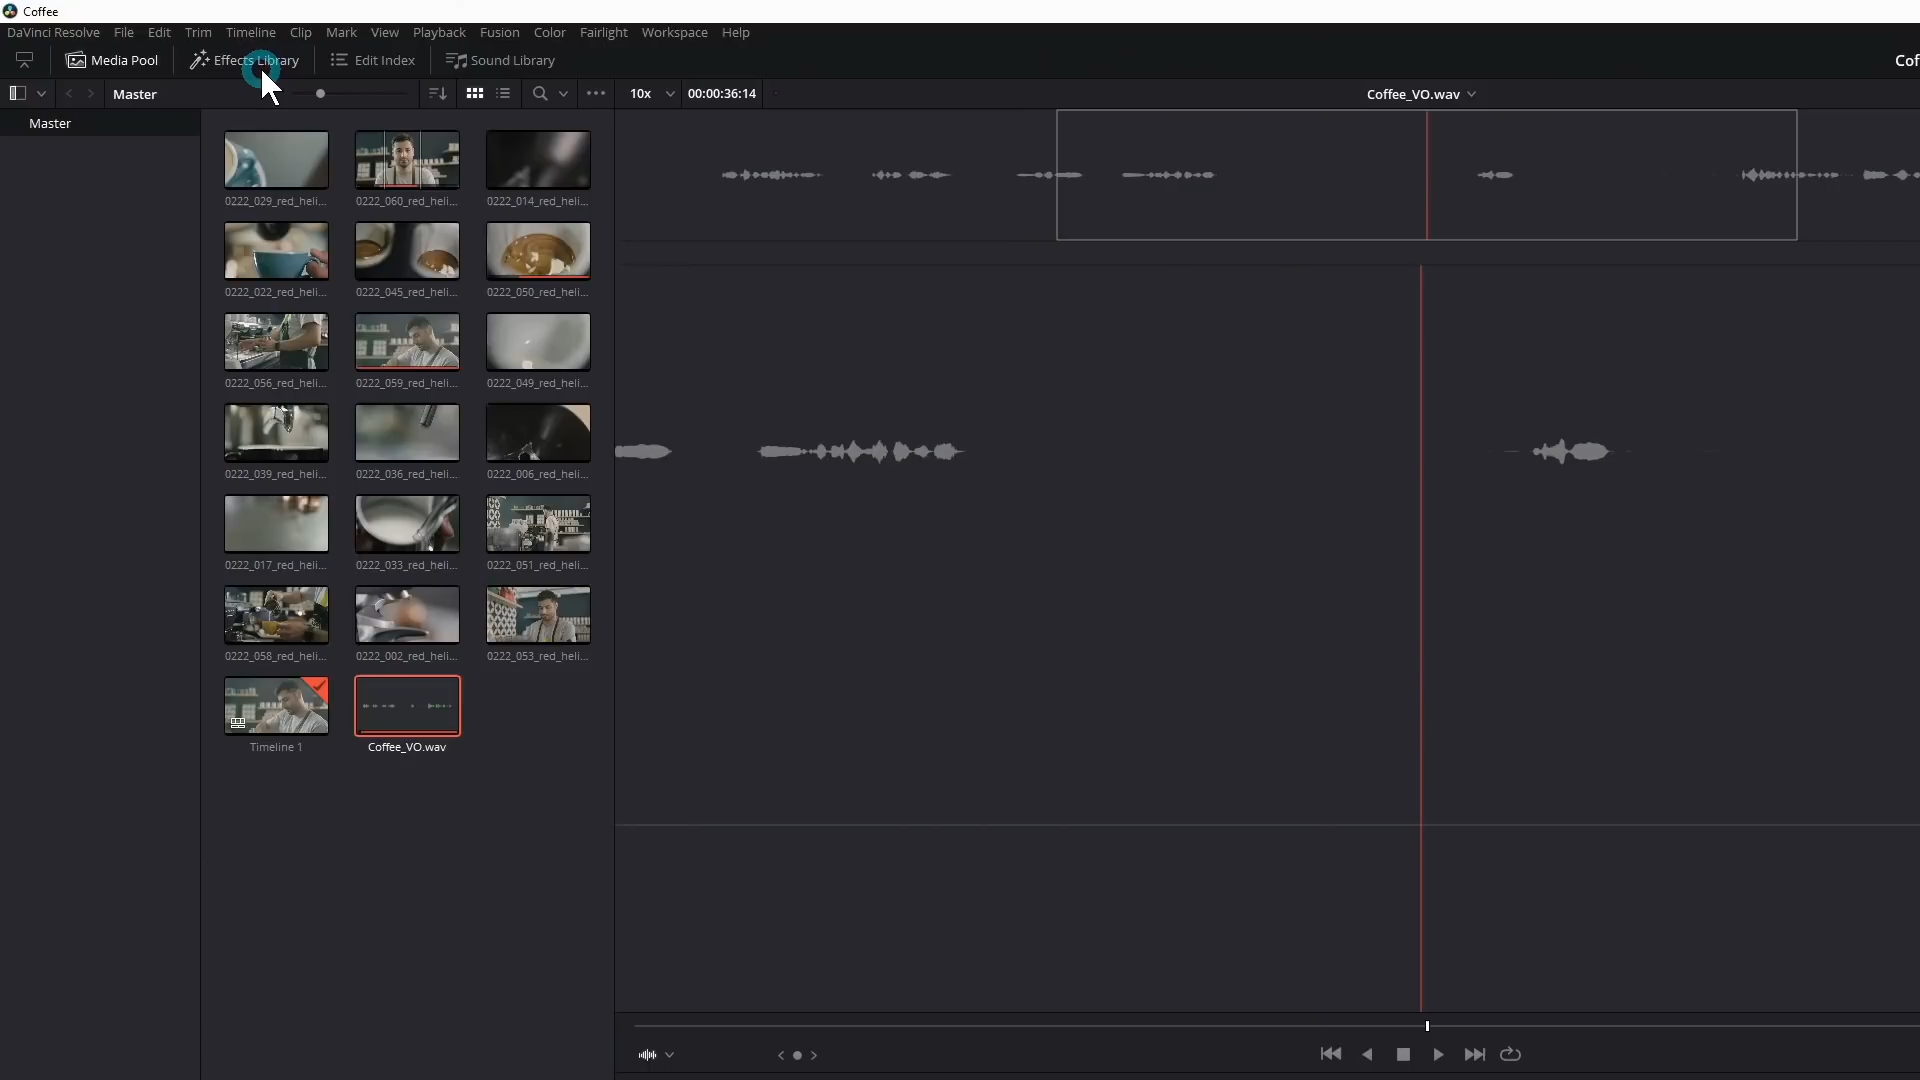 Coffee
DaVinci Resolve File Edit Trim Timeline Clip Mark View Playback Fusion Color Fairlight Workspace Help
Media Pool Effects Library Edit Index Sound Library Cof
Master 10x 00:00:36:14 Coffee_VO.wav
Master
0222_029_red_heli... 0222_060_red_heli... 0222_014_red_heli...
0222_022_red_heli... 0222_045_red_heli... 0222_050_red_heli...
0222_056_red_heli... 0222_059_red_heli... 0222_049_red_heli...
0222_039_red_heli... 0222_036_red_heli... 0222_006_red_heli...
0222_017_red_heli... 0222_033_red_heli... 0222_051_red_heli...
0222_058_red_heli... 0222_002_red_heli... 0222_053_red_heli...
Timeline 1 Coffee_VO.wav